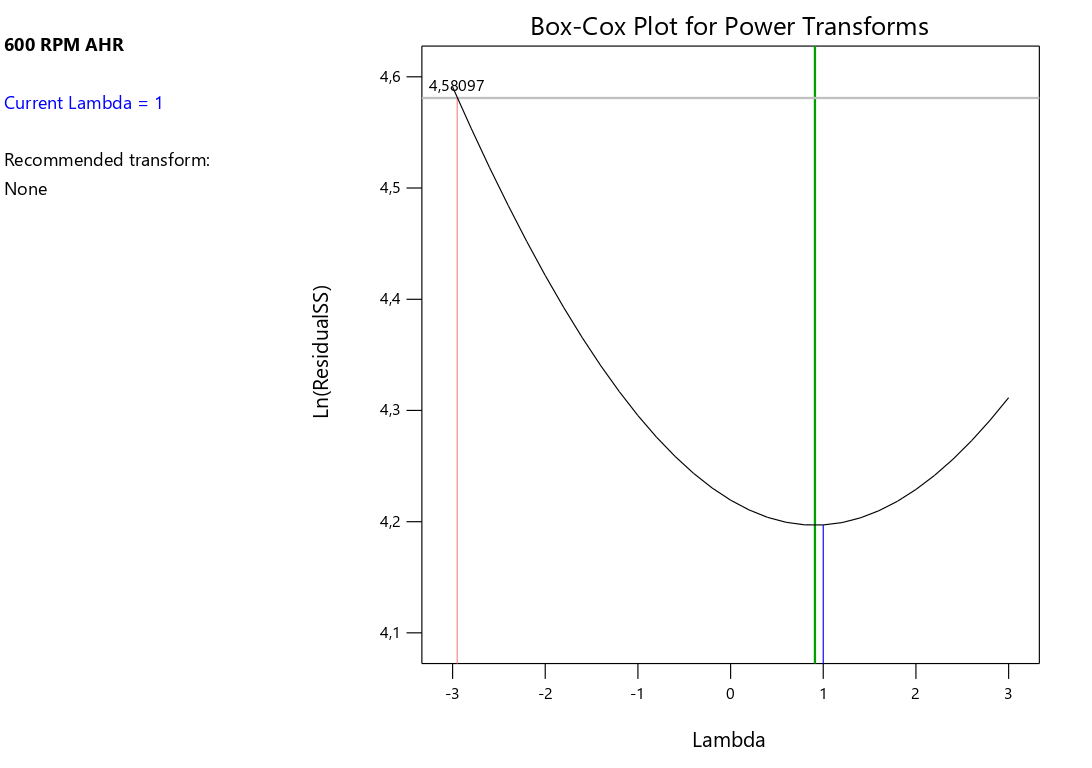 Box-Cox Plot for Power Transforms
600 RPM AHR
Current Lambda = 1
Recommended transform:
None
4,58097
4,6
4,5
4,4
4,3
4,2
4,1
Ln(ResidualSS)
-3 -2 -1 0 1 2 3
Lambda